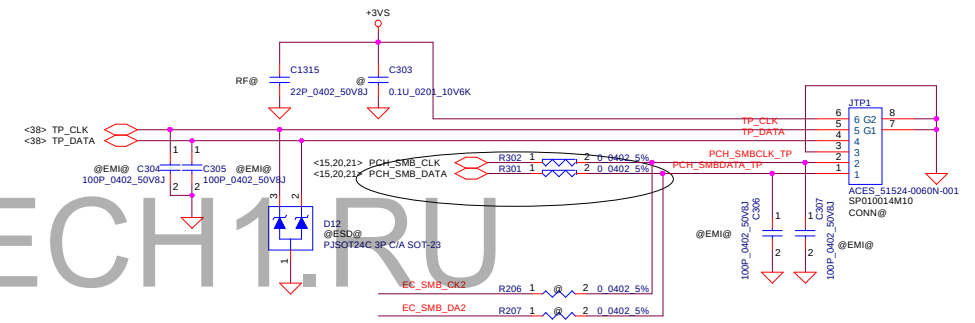 +3VS
RF@
C1315
22P_0402_50V8J
@
C303
0.1U_0201_10V6K
JTP1
6 6 G2 8
5 5 G1 7
4 4
3 3
2 2
1 1
ACES_51524-0060N-001
SP010014M10
CONN@
<38> TP_CLK
TP_CLK
<38> TP_DATA
TP_DATA
@EMI@ C304 1 2
100P_0402_50V8J
C305 1 2 @EMI@
100P_0402_50V8J
<15,20,21> PCH_SMB_CLK R302 1 2 0_0402_5%
PCH_SMBCLK_TP
<15,20,21> PCH_SMB_DATA R301 1 2 0_0402_5%
PCH_SMBDATA_TP
3 2
1
D12
@ESD@
PJSOT24C 3P C/A SOT-23
@EMI@
C306
100P_0402_50V8J
1
2
C307
100P_0402_50V8J
1
2
@EMI@
EC_SMB_CK2 R206 1 @ 2 0_0402_5%
EC_SMB_DA2 R207 1 @ 2 0_0402_5%
ECH1.RU